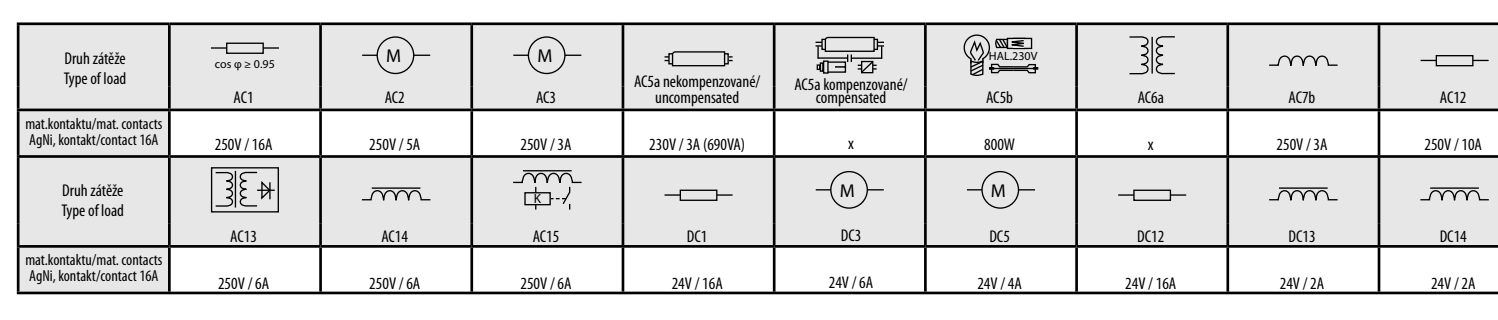 Druh zátěže
Type of load
cos φ ≥ 0.95
AC1
M
AC2
M
AC3
AC5a nekompenzované/
uncompensated
AC5a kompenzované/
compensated
HAL.230V
AC5b
AC6a
AC7b
AC12
mat.kontaktu/mat. contacts
AgNi, kontakt/contact 16A
250V / 16A
250V / 5A
250V / 3A
230V / 3A (690VA)
x
800W
x
250V / 3A
250V / 10A
Druh zátěže
Type of load
AC13
AC14
K
AC15
DC1
M
DC3
M
DC5
DC12
DC13
DC14
mat.kontaktu/mat. contacts
AgNi, kontakt/contact 16A
250V / 6A
250V / 6A
250V / 6A
24V / 16A
24V / 6A
24V / 4A
24V / 16A
24V / 2A
24V / 2A